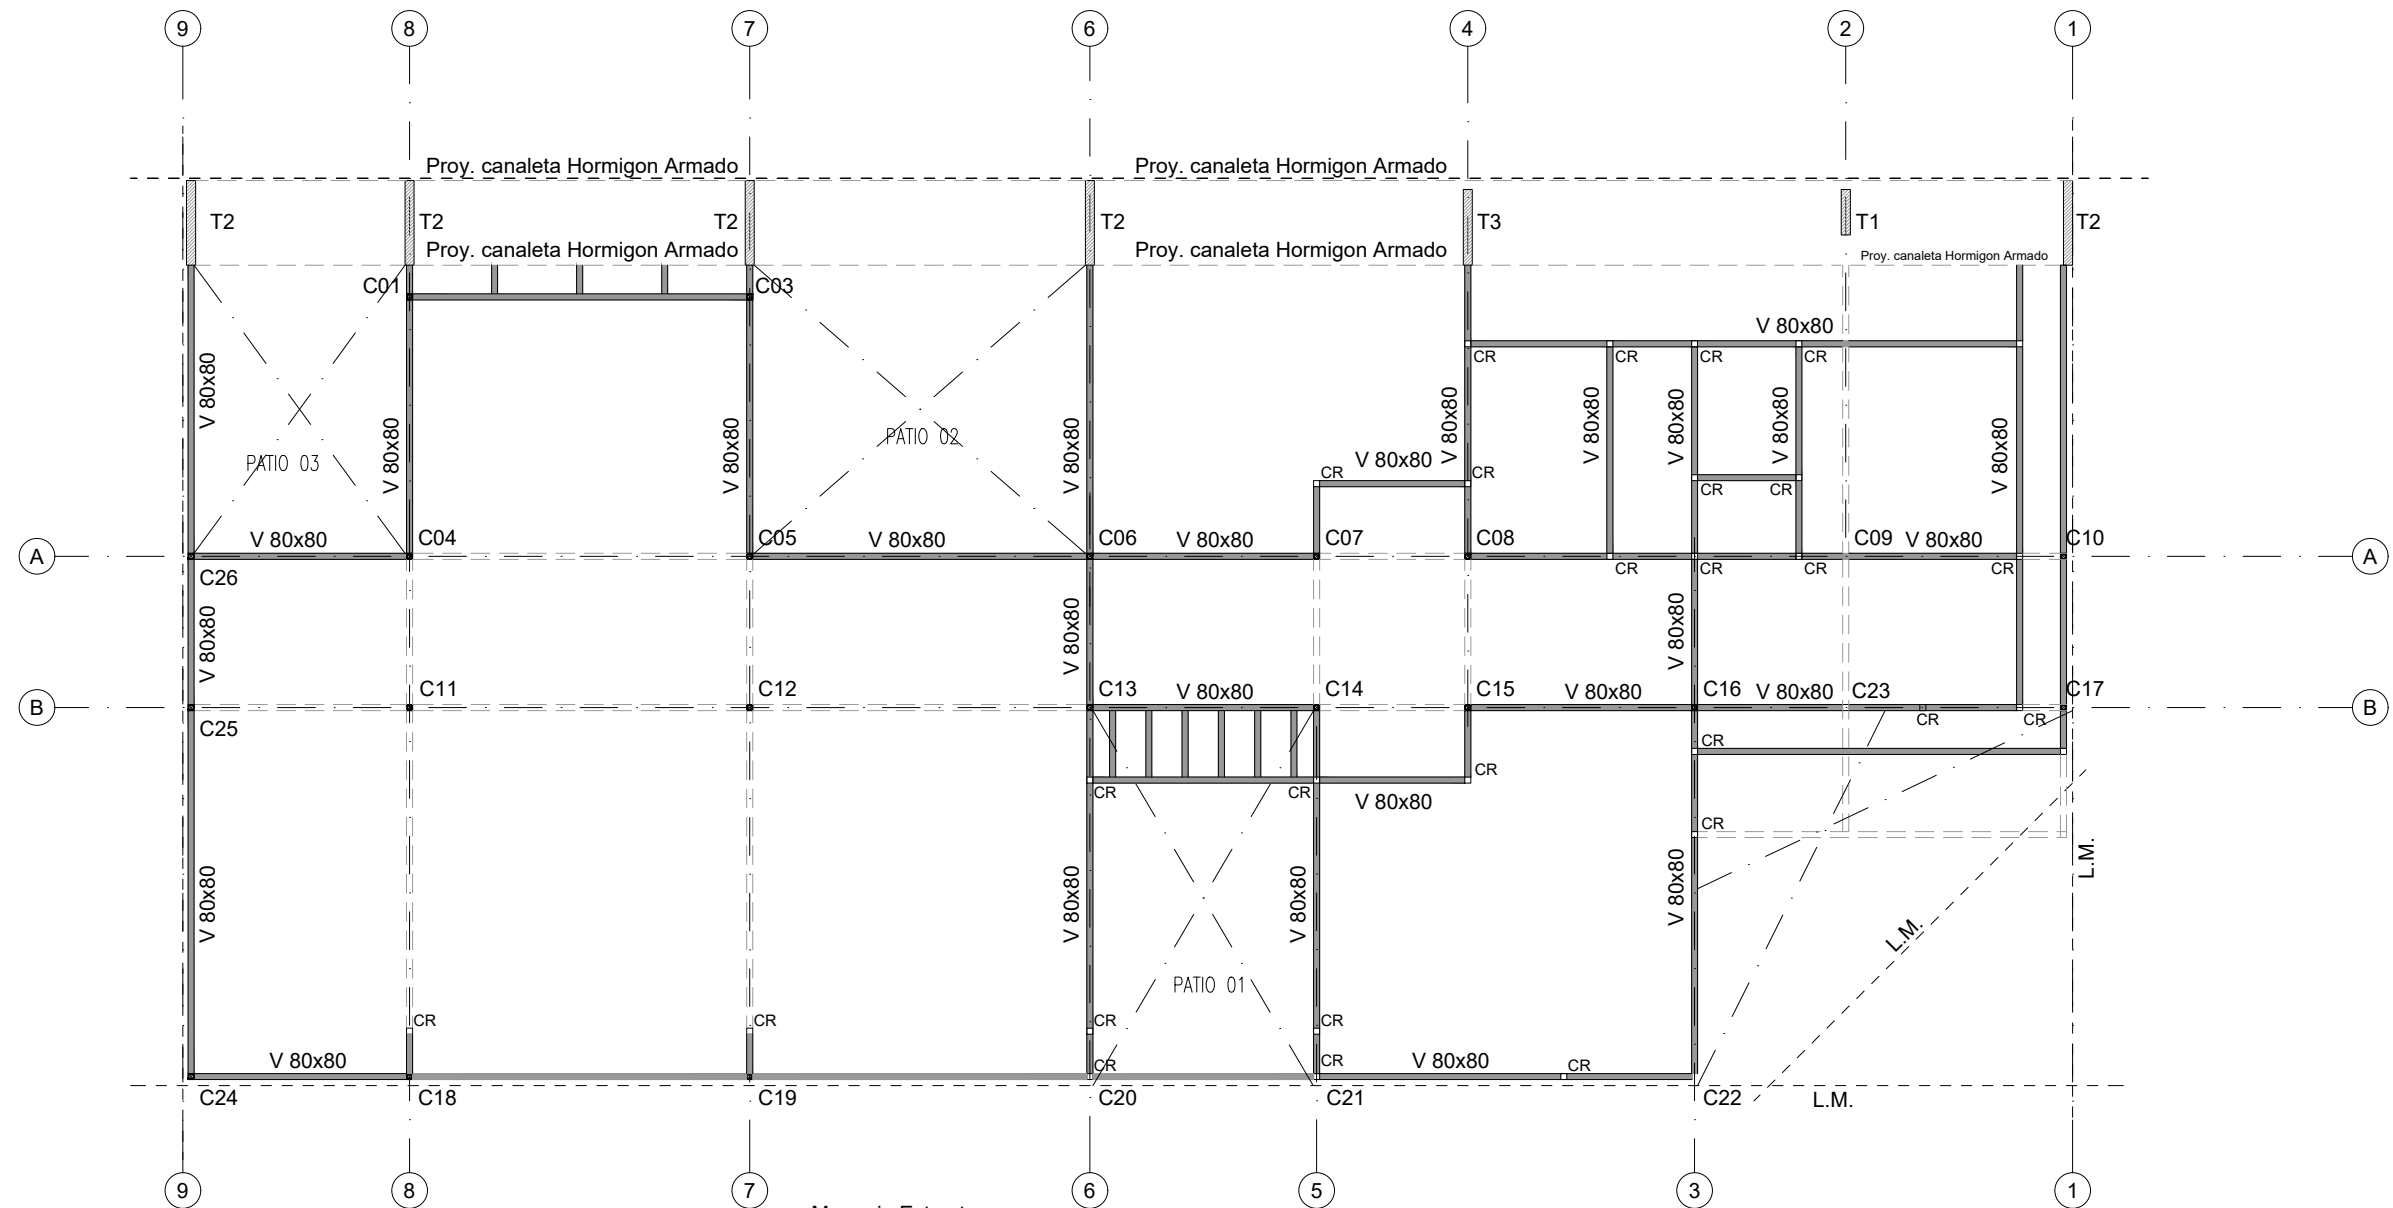 9 8 7 6 4 2 1
Proy. canaleta Hormigon Armado Proy. canaleta Hormigon Armado
T2 T2 T2 T2 T3 T1 T2
Proy. canaleta Hormigon Armado Proy. canaleta Hormigon Armado Proy. canaleta Hormigon Armado
C01 C03
V 80x80
CR CR CR CR
V 80x80 V 80x80 V 80x80 V 80x80 V 80x80 V 80x80 V 80x80 V 80x80 V 80x80
PATIO 02
PATIO 03
V 80x80
CR CR
CR CR
V 80x80 C04 C05 V 80x80 C06 V 80x80 C07 C08 C09 V 80x80 C10
A A
CR CR CR CR
C26
V 80x80 V 80x80 V 80x80
C11 C12 C13 V 80x80 C14 C15 V 80x80 C16 V 80x80 C23 C17
B B
C25
CR CR
CR
CR
CR CR
V 80x80
CR
V 80x80 V 80x80 V 80x80 V 80x80
L.M.
L.M.
PATIO 01
CR CR CR CR
V 80x80 CR CR V 80x80 CR
C24 C18 C19 C20 C21 C22 L.M.
9 8 7 6 5 3 1